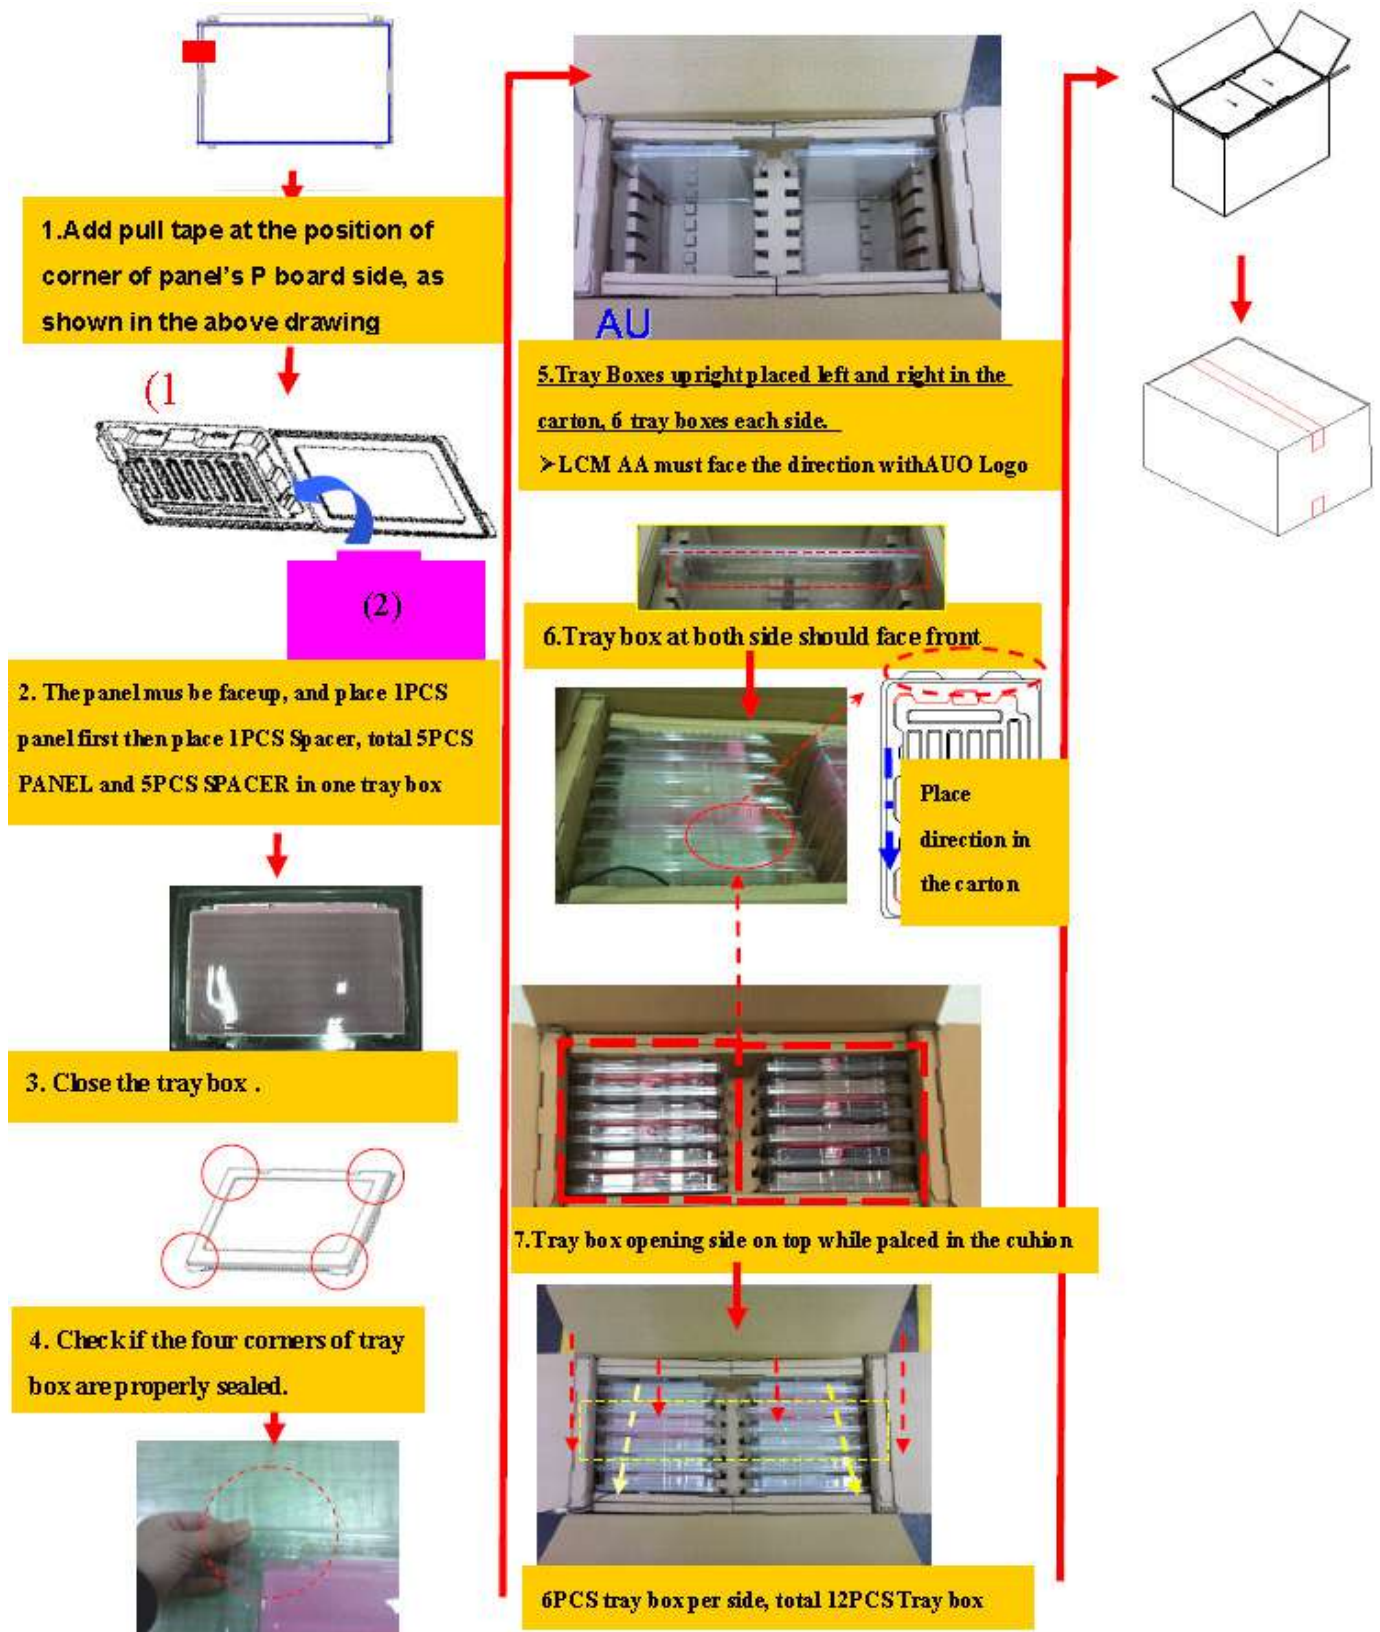 1.Add pull tape at the position of
corner of panel's P board side, as
shown in the above drawing
(1
(2)
2. The panel mus be faceup, and place 1PCS
panel first then place 1PCS Spacer, total 5PCS
PANEL and 5PCS SPACER in one tray box
3. Close the tray box .
4. Check if the four corners of tray
box are properly sealed.
AU
5.Tray Boxes upright placed left and right in the
carton, 6 tray boxes each side.
➢LCM AA must face the direction withAUO Logo
6.Tray box at both side should face front
Place
direction in
the carton
7.Tray box opening side on top while palced in the cuhion
6PCS tray box per side, total 12PCS Tray box